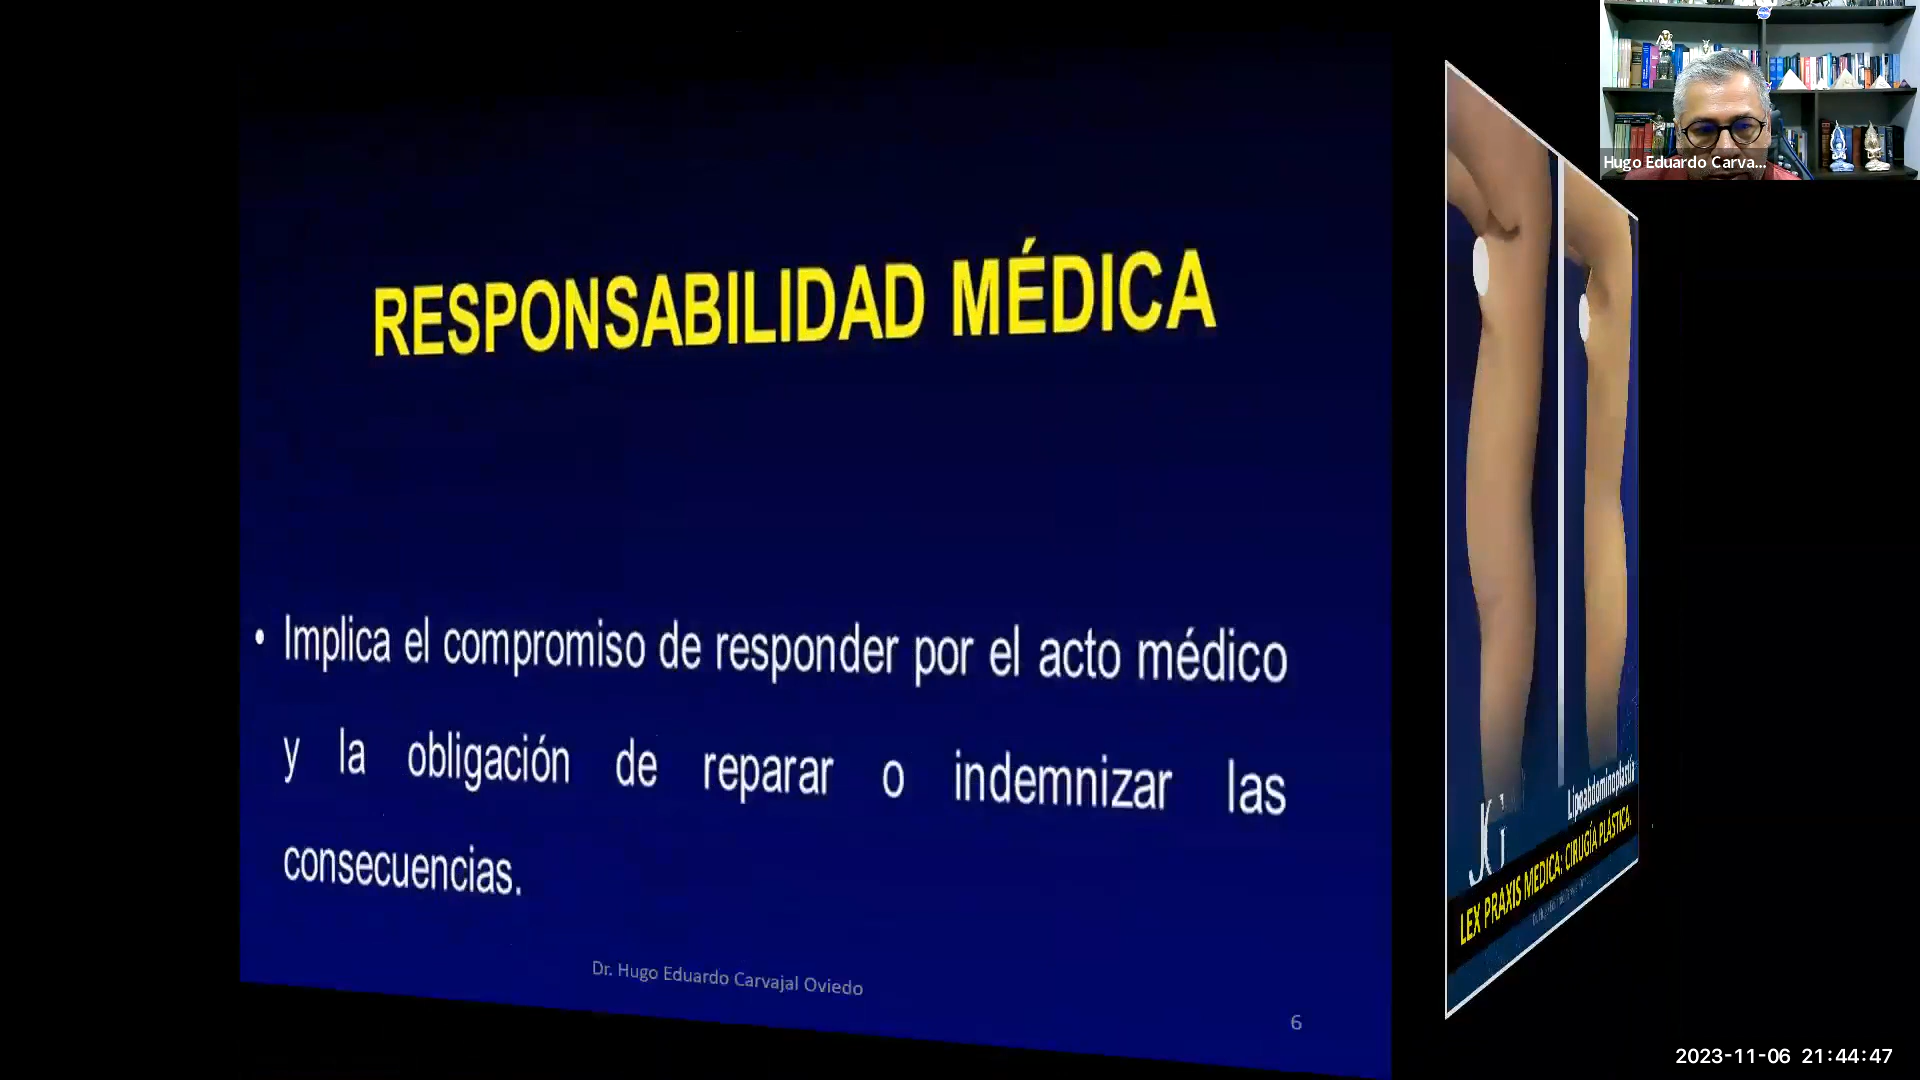 RESPONSABILIDAD MÉDICA
• Implica el compromiso de responder por el acto médico
y la obligación de reparar o indemnizar las
consecuencias.
Dr. Hugo Eduardo Carvajal Oviedo
6
Hugo Eduardo Carva...
Lipoabdominoplastia
LEX PRAXIS MEDICA: CIRUGÍA PLÁSTICA.
2023-11-06 21:44:47